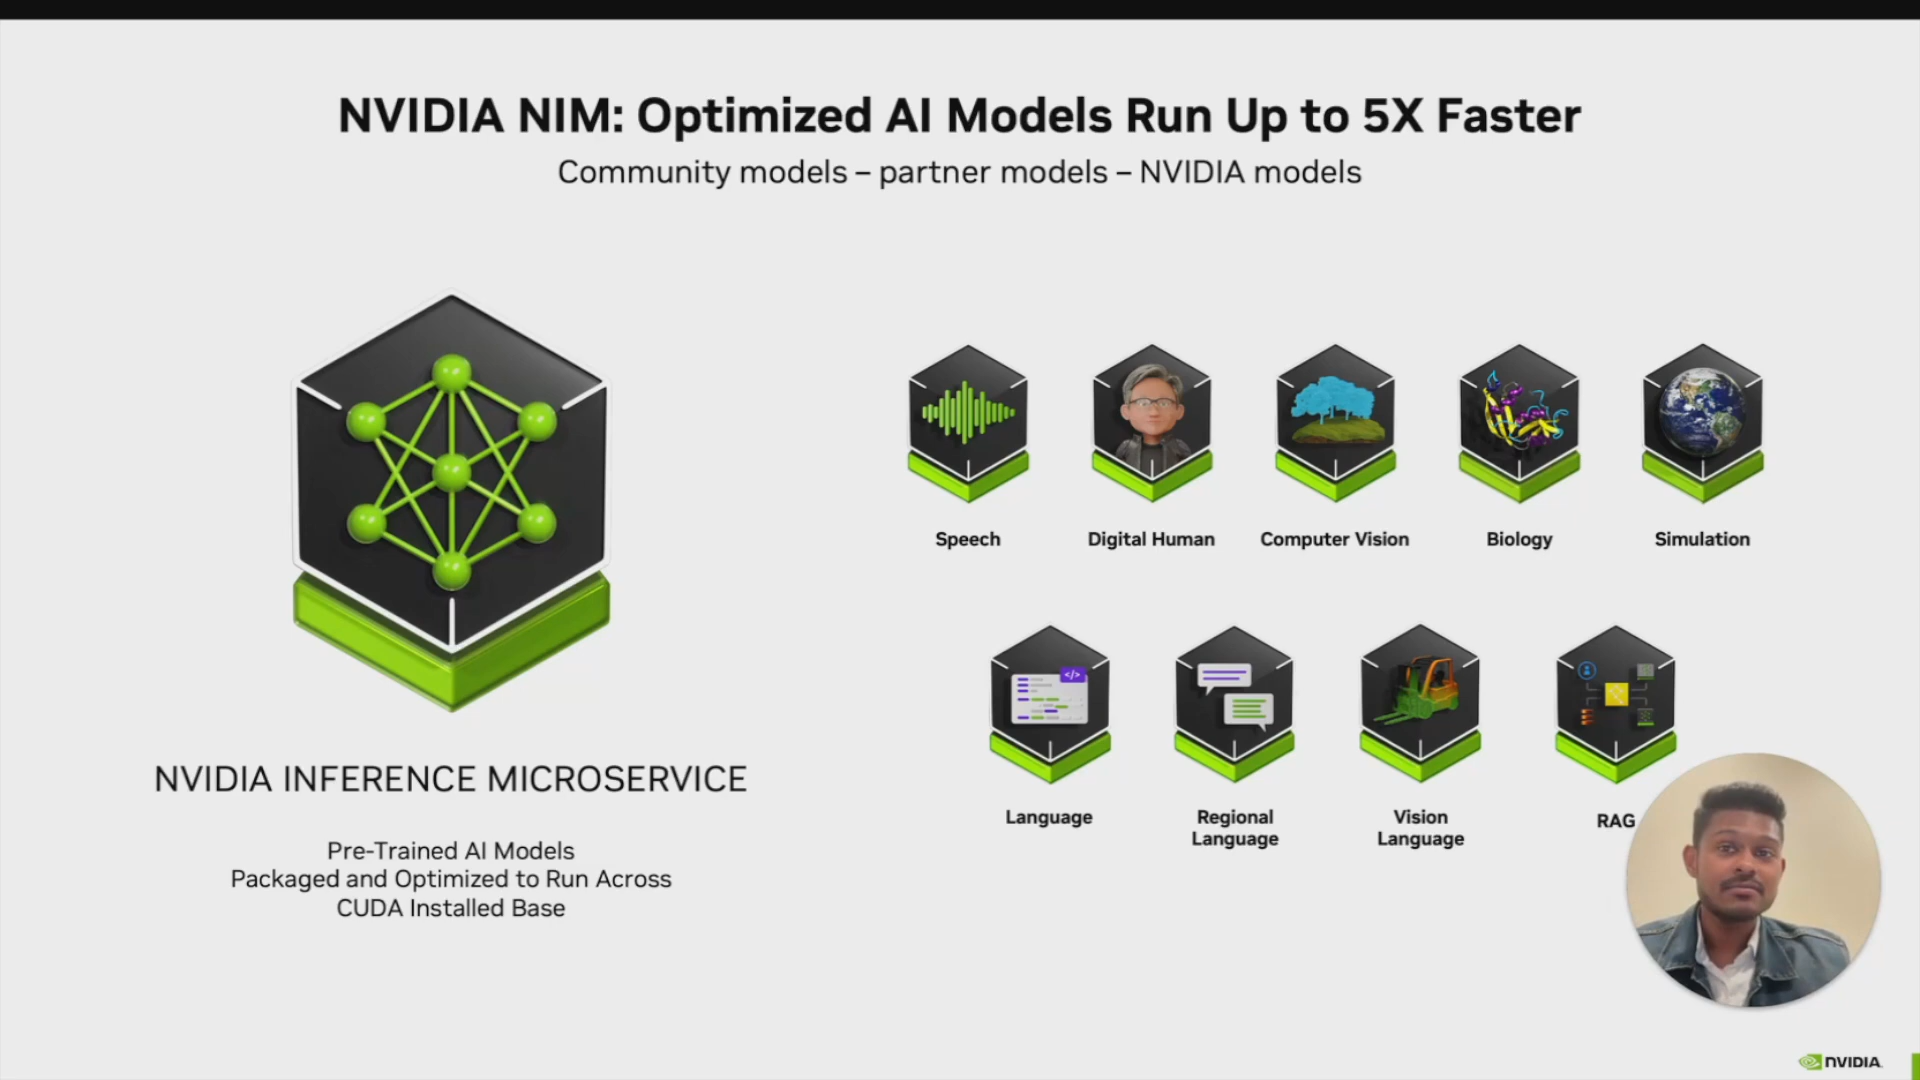 NVIDIA NIM: Optimized AI Models Run Up to 5X Faster
Community models – partner models – NVIDIA models
NVIDIA INFERENCE MICROSERVICE
Pre-Trained AI Models
Packaged and Optimized to Run Across
CUDA Installed Base
Speech
Digital Human
Computer Vision
Biology
Simulation
</>
Language
Regional
Language
Vision
Language
RAG
NVIDIA